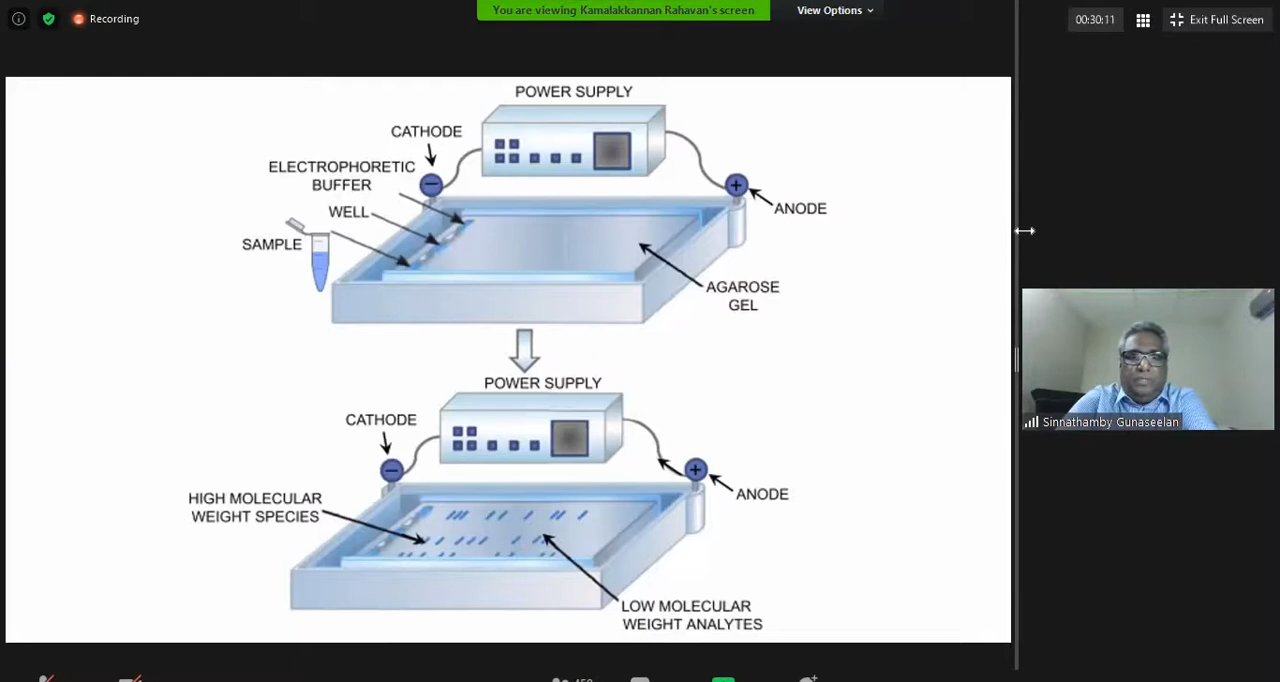 Recording
You are viewing Kamalakkannan Rahavan's screen
View Options
00:30:11
Exit Full Screen
POWER SUPPLY
CATHODE
ELECTROPHORETIC
BUFFER
WELL
SAMPLE
ANODE
AGAROSE
GEL
POWER SUPPLY
CATHODE
HIGH MOLECULAR
WEIGHT SPECIES
ANODE
LOW MOLECULAR
WEIGHT ANALYTES
Sinnathamby Gunaseelan